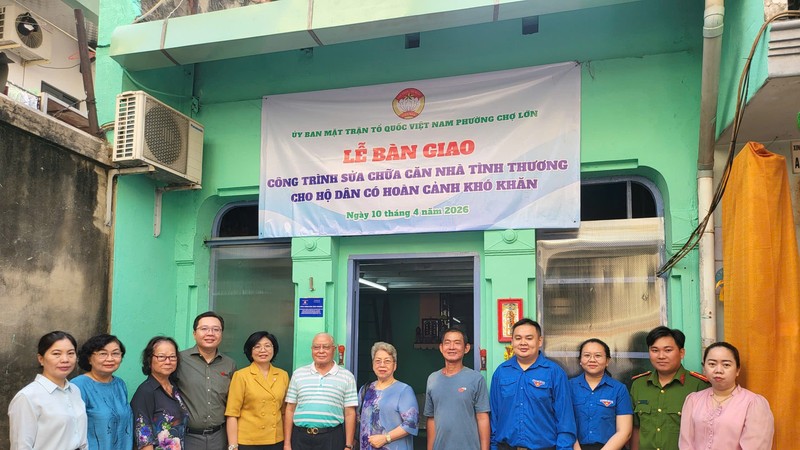 ỦY BAN MẶT TRẬN TỔ QUỐC VIỆT NAM PHƯỜNG CHỢ LỚN
LỄ BÀN GIAO
CÔNG TRÌNH SỬA CHỮA CĂN NHÀ TÌNH THƯƠNG
CHO HỘ DÂN CÓ HOÀN CẢNH KHÓ KHĂN
Ngày 10 tháng 4 năm 2026